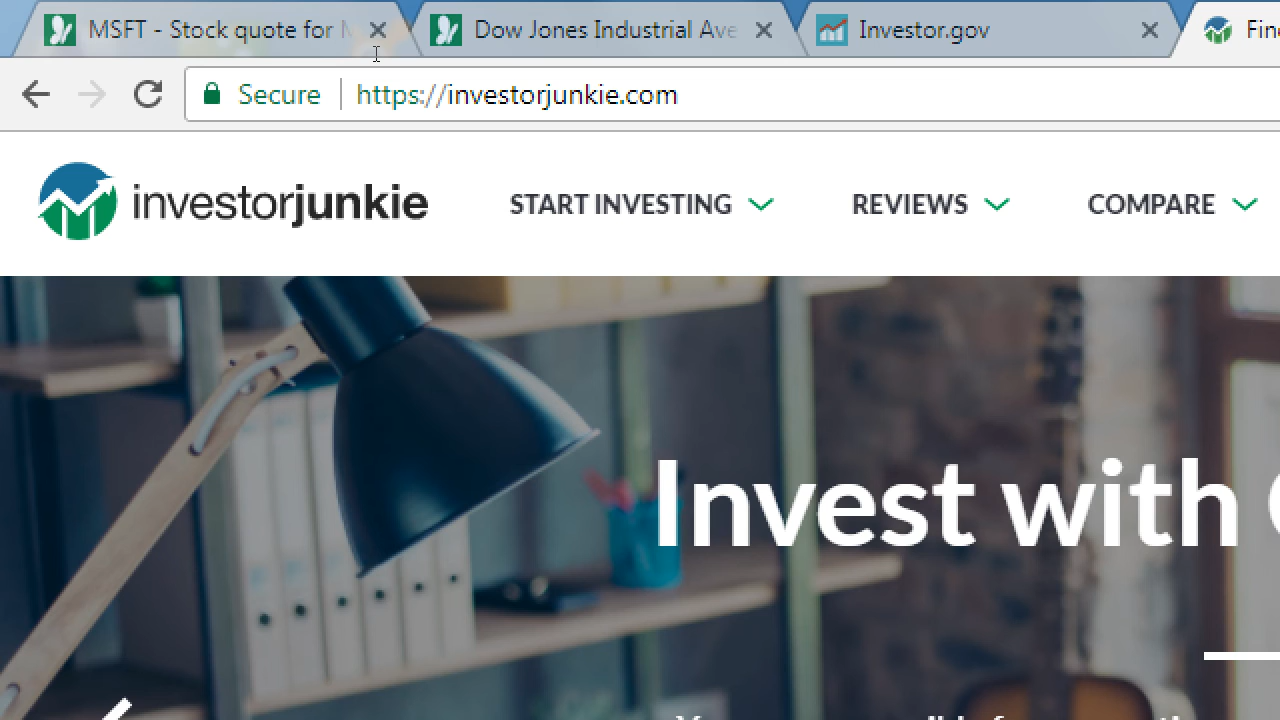 MSFT - Stock quote for
Dow Jones Industrial Ave
Investor.gov
Fin
Secure
https://investorjunkie.com
investorjunkie
START INVESTING
REVIEWS
COMPARE
Invest with